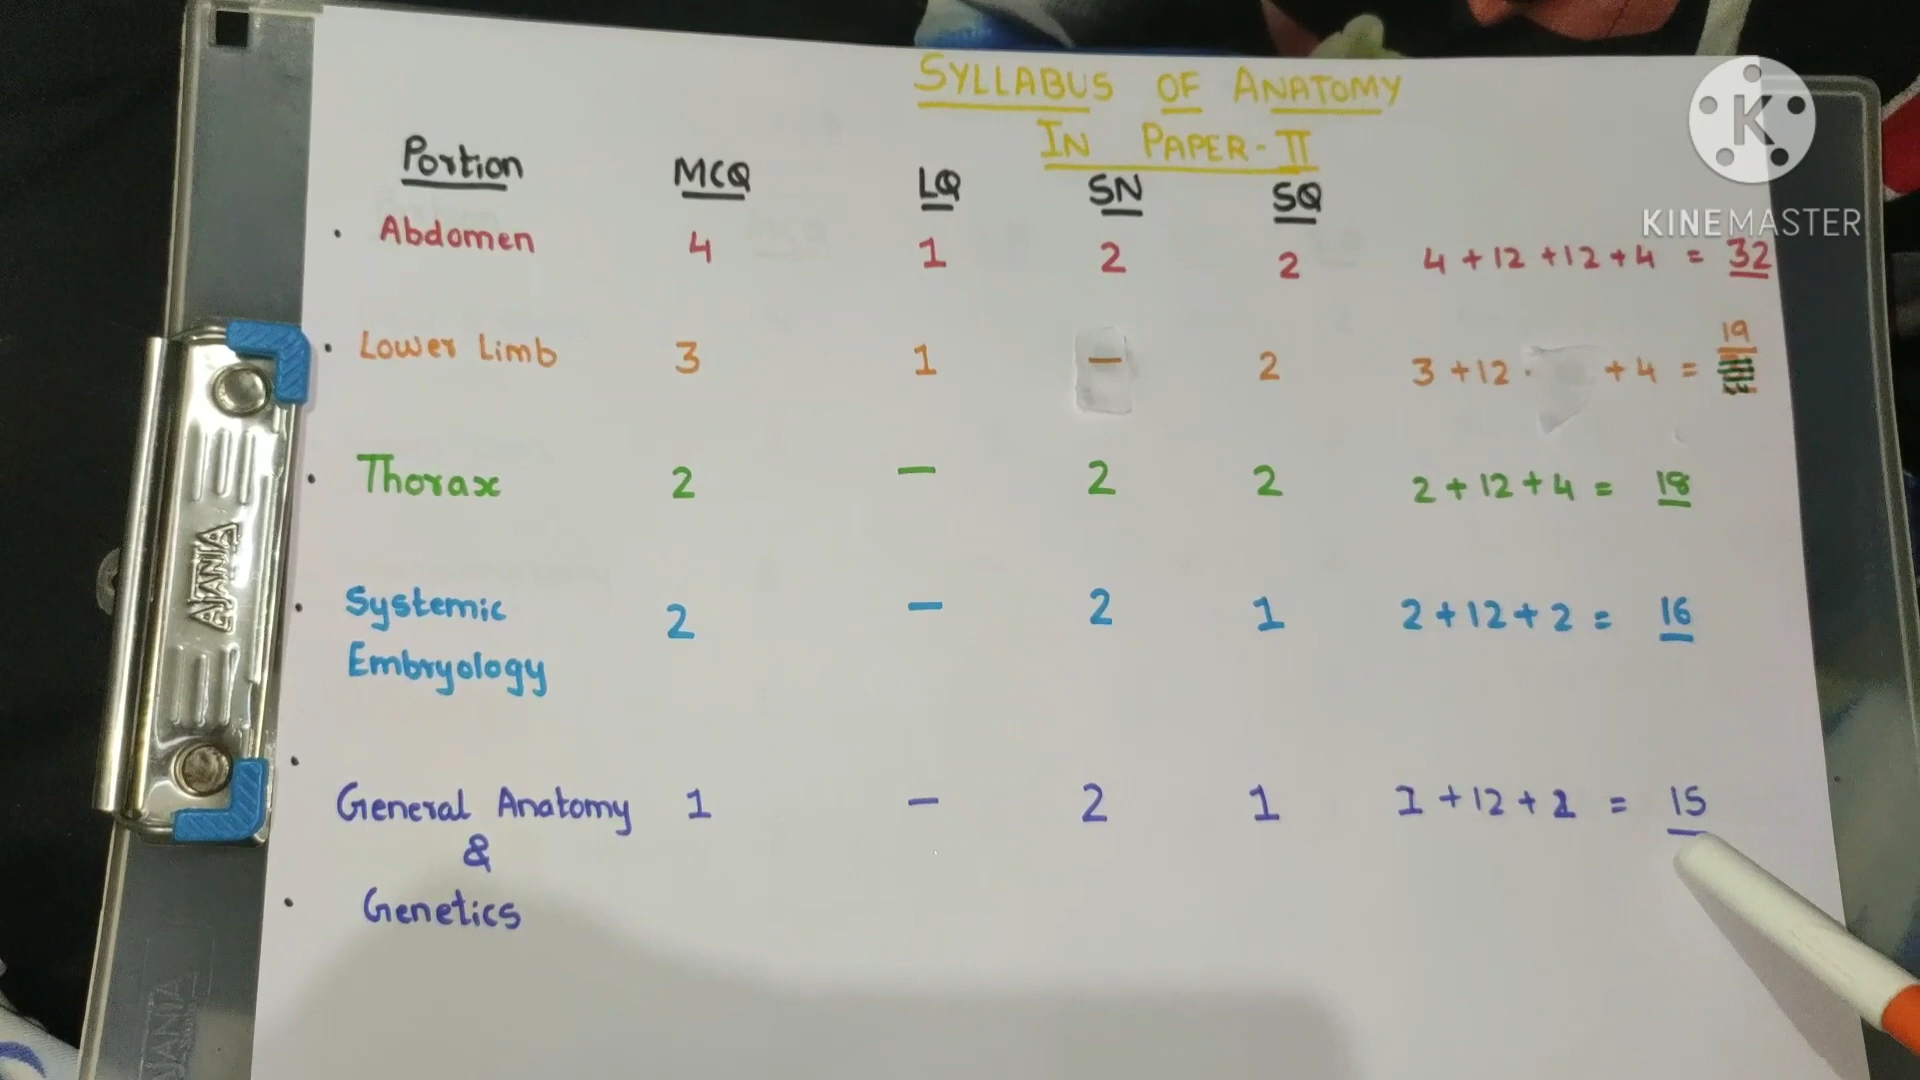 SYLLABUS OF ANATOMY
IN PAPER-II
Portion MCQ LQ SN SQ
Abdomen 4 1 2 2 4+12+12+4 = 32
Lower Limb 3 1 - 2 3+12 +4 = 19
Thorax 2 - 2 2 2+12+4 = 18
Systemic Embryology 2 - 2 1 2+12+2 = 16
General Anatomy & Genetics 1 - 2 1 1+12+2 = 15
K
KINEMASTER
AJANTA
AJANTA